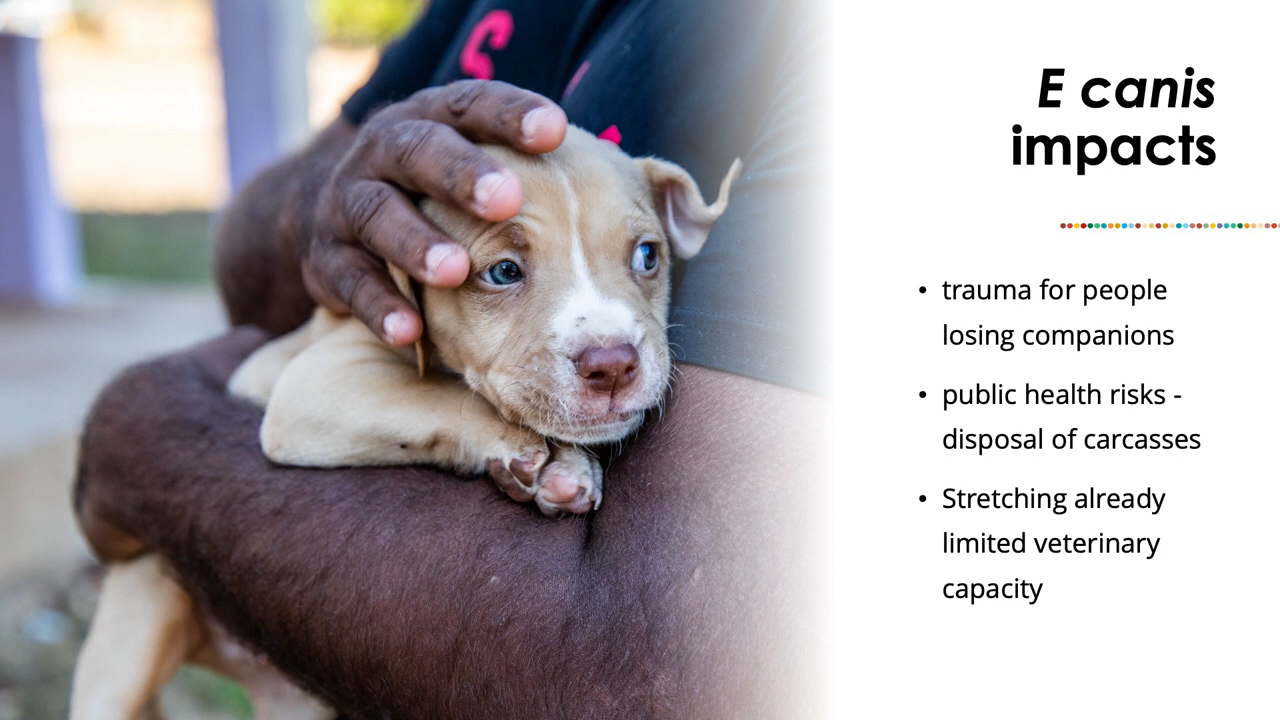 E canis
impacts
• trauma for people
losing companions
• public health risks -
disposal of carcasses
• Stretching already
limited veterinary
capacity